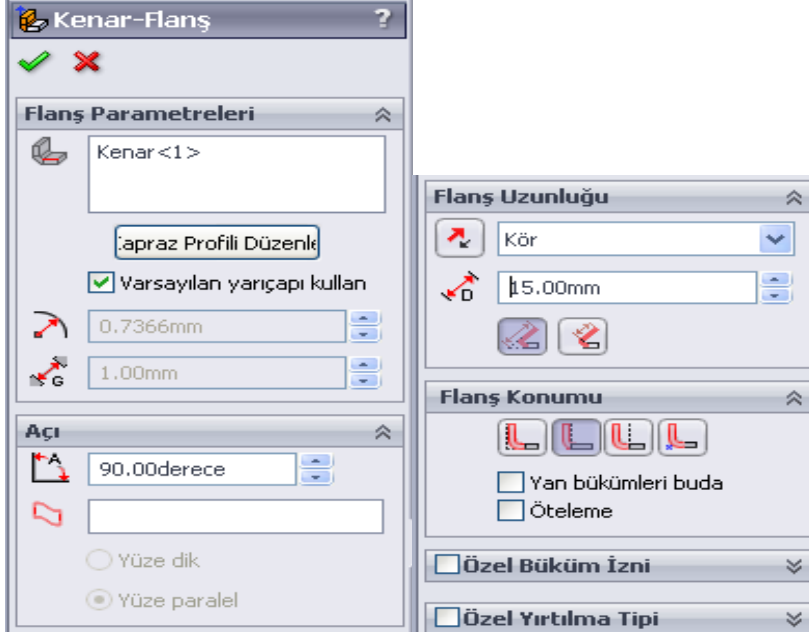 Kenar-Flanş ?
Flanş Parametreleri
Kenar<1>
apraz Profili Düzenle
Varsayılan yarıçapı kullan
0.7366mm
G
1.00mm
Açı
A
90.00derece
Yüze dik
Yüze paralel
Flanş Uzunluğu
Kör
D
15.00mm
Flanş Konumu
Yan bükümleri buda
Öteleme
Özel Büküm İzni
Özel Yırtılma Tipi